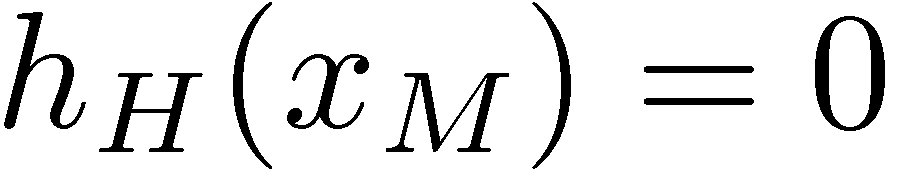 h_H(x_M) = 0